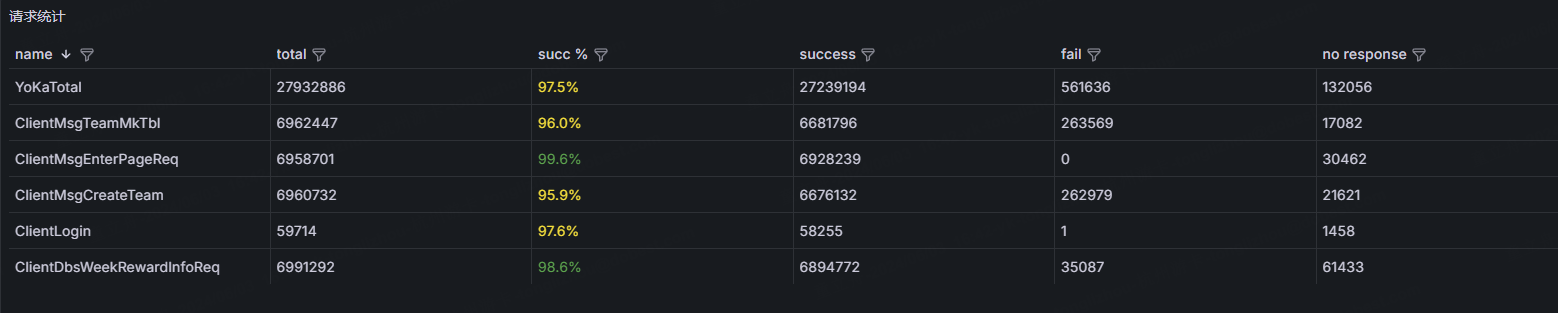 请求统计
name total succ % success fail no response
YoKaTotal 27932886 97.5% 27239194 561636 132056
ClientMsgTeamMkTbl 6962447 96.0% 6681796 263569 17082
ClientMsgEnterPageReq 6958701 99.6% 6928239 0 30462
ClientMsgCreateTeam 6960732 95.9% 6676132 262979 21621
ClientLogin 59714 97.6% 58255 1 1458
ClientDbsWeekRewardInfoReq 6991292 98.6% 6894772 35087 61433